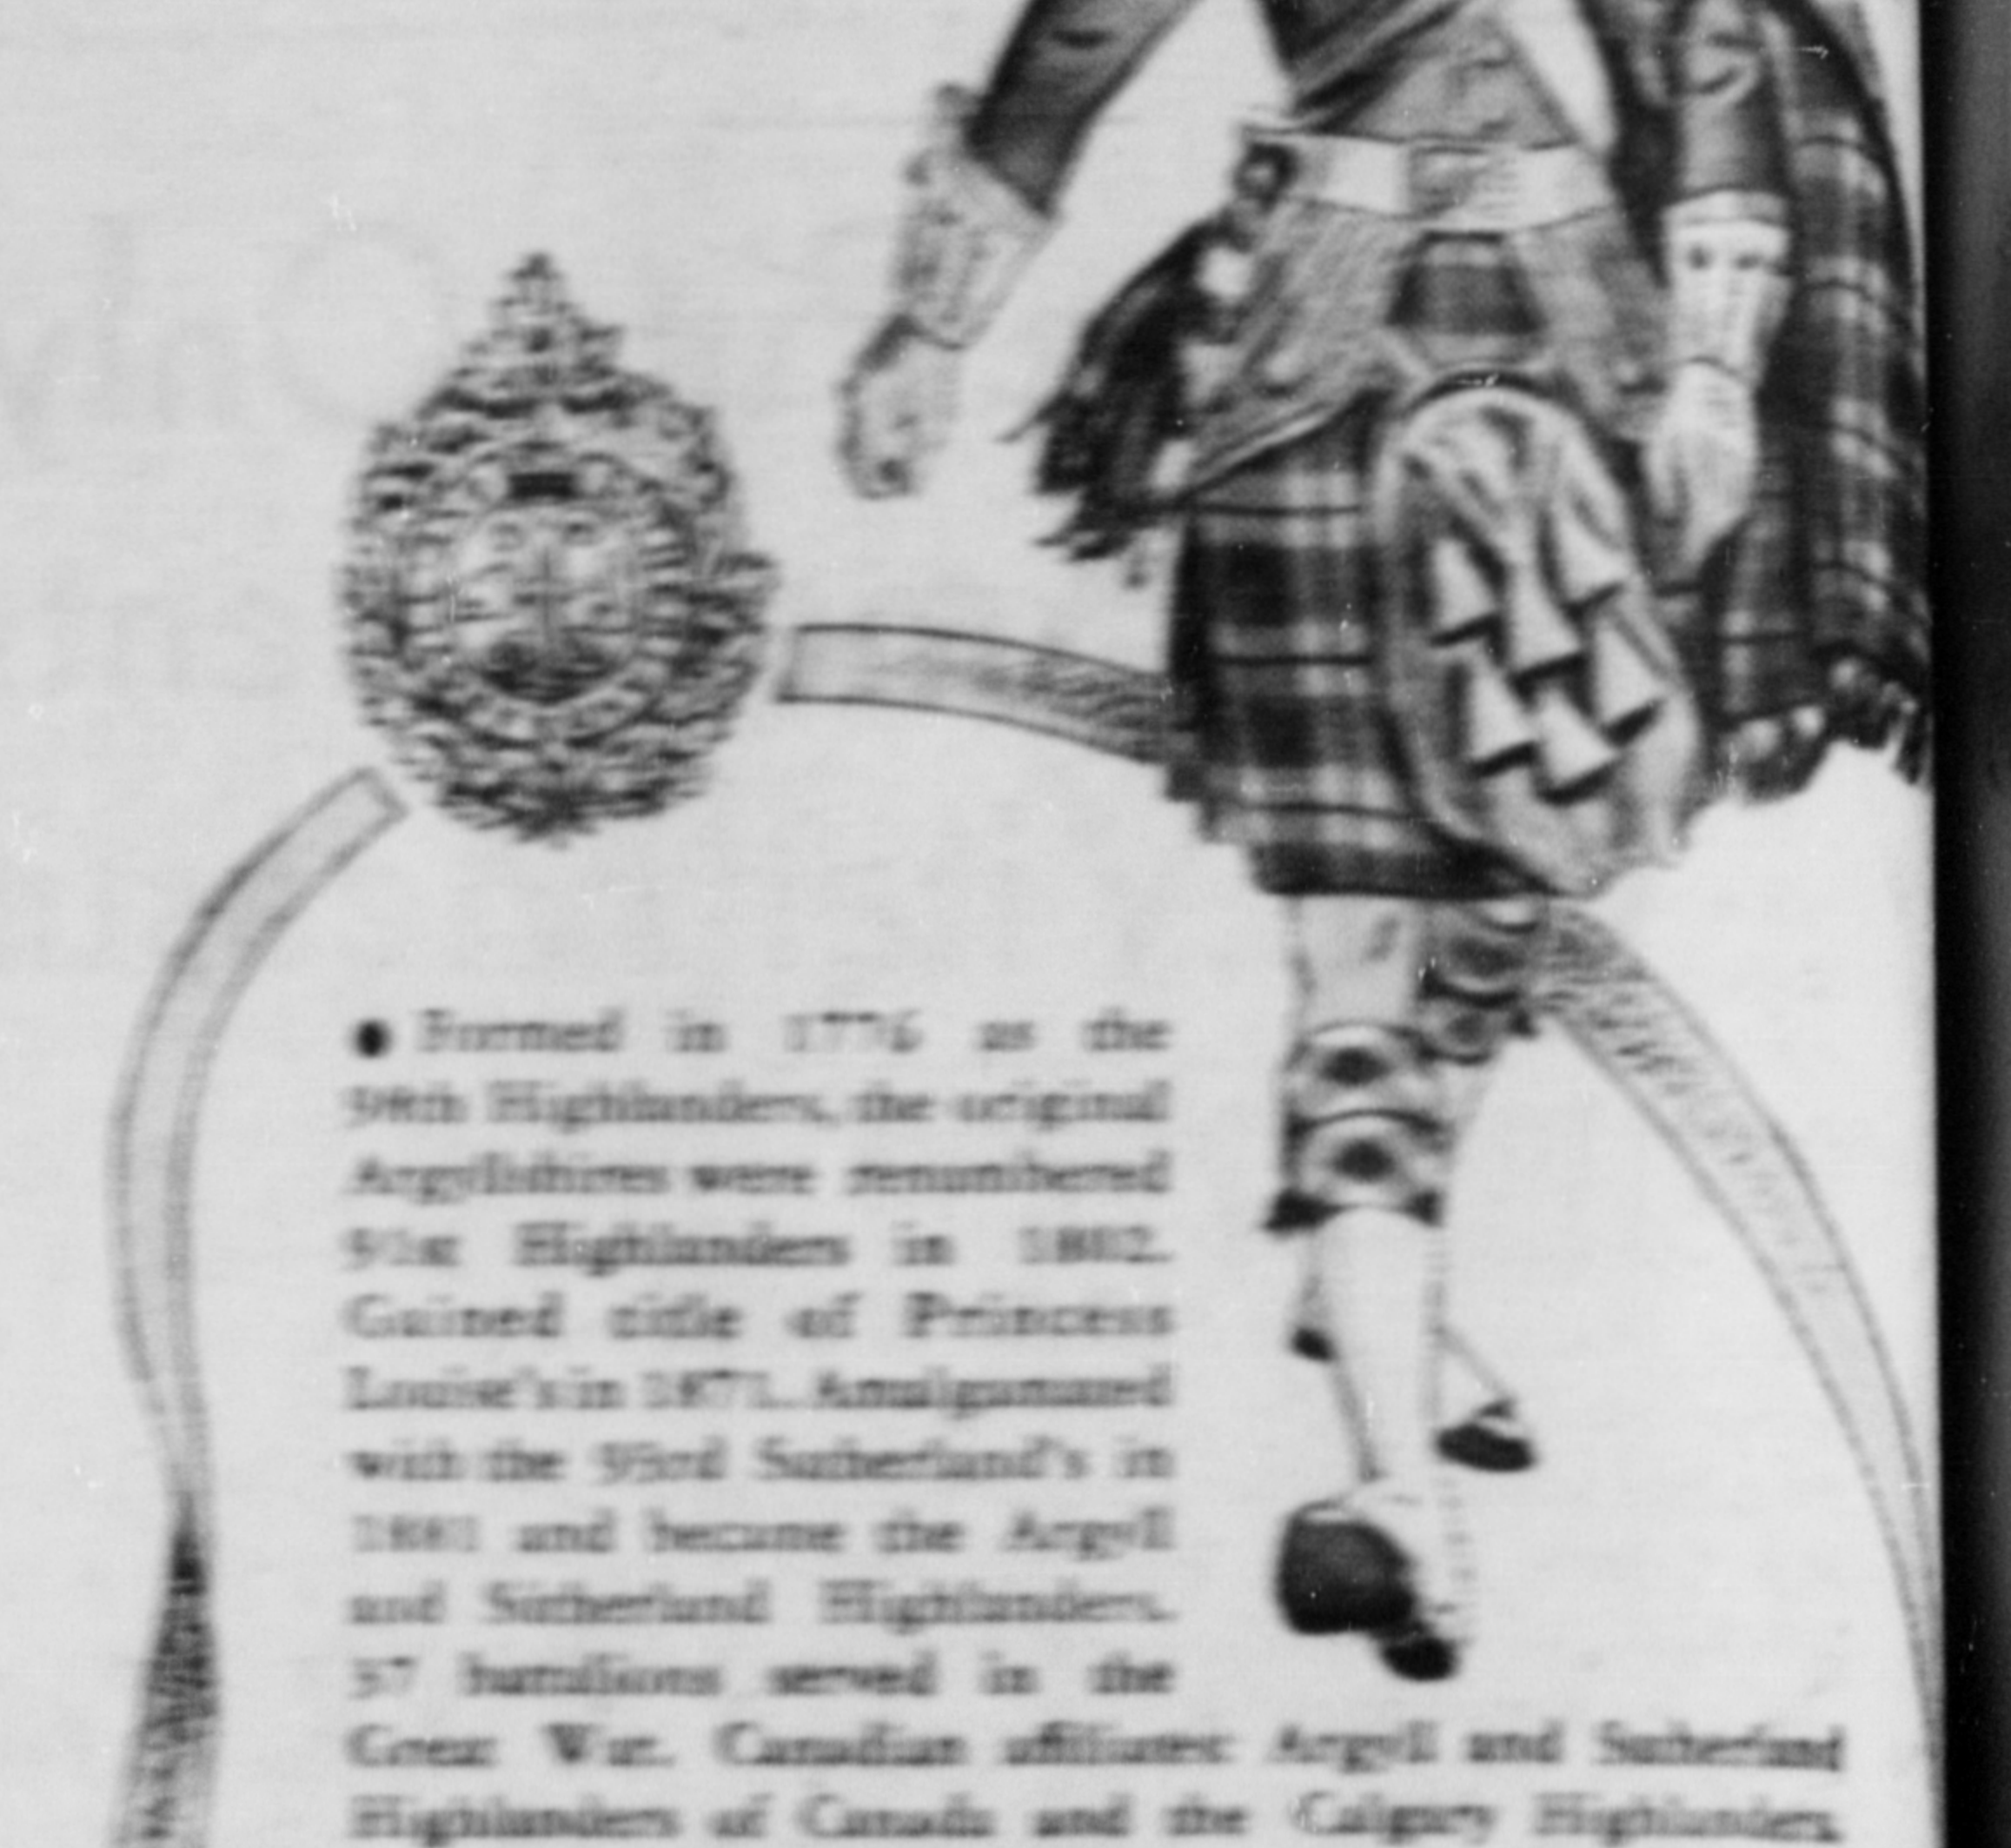 ● Formed in 1776 as the
98th Highlanders, the original
Argyllshires were renumbered
91st Highlanders in 1802.
Gained title of Princess
Louise's in 1871. Amalgamated
with the 93rd Sutherland's in
1881 and became the Argyll
and Sutherland Highlanders.
37 battalions served in the
Great War. Canadian affiliates: Argyll and Sutherland
Highlanders of Canada and the Calgary Highlanders.